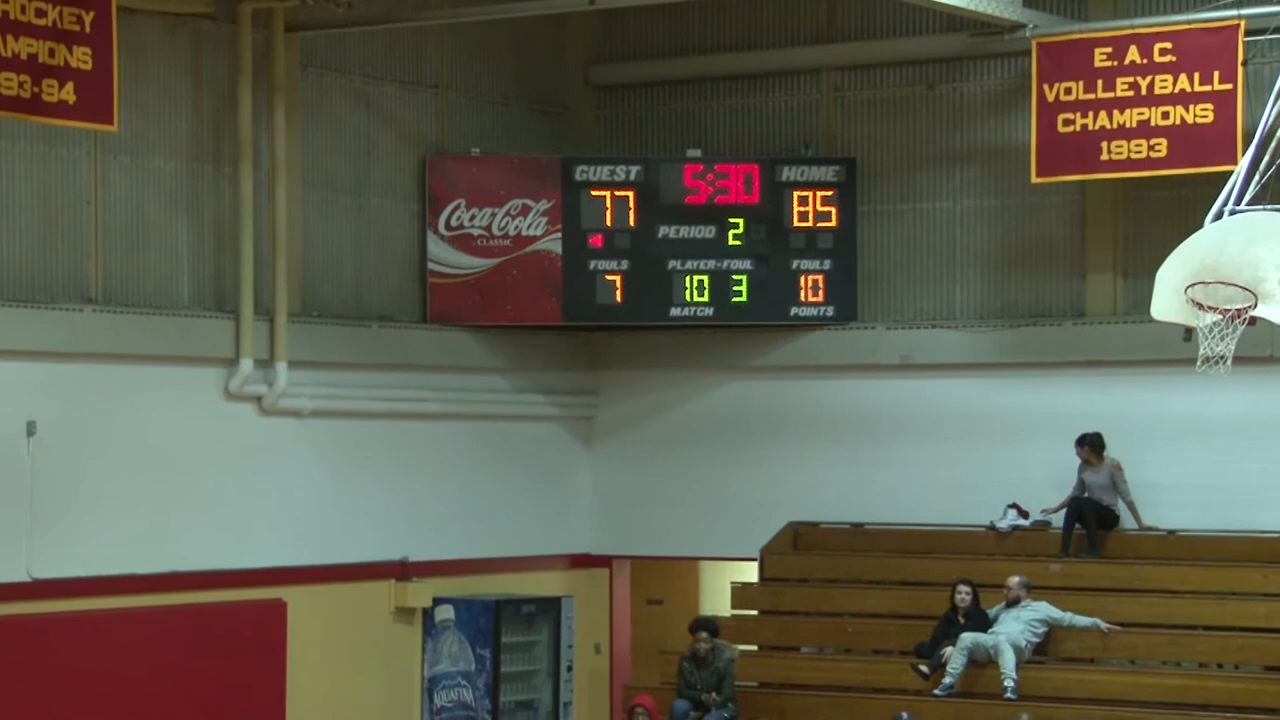 HOCKEY
AMPIONS
93-94
E. A. C.
VOLLEYBALL
CHAMPIONS
1993
Coca-Cola
CLASSIC
GUEST 5:30 HOME
77 85
PERIOD 2
FOULS PLAYER-FOUL FOULS
7 10 3 10
MATCH POINTS
AQUAFINA